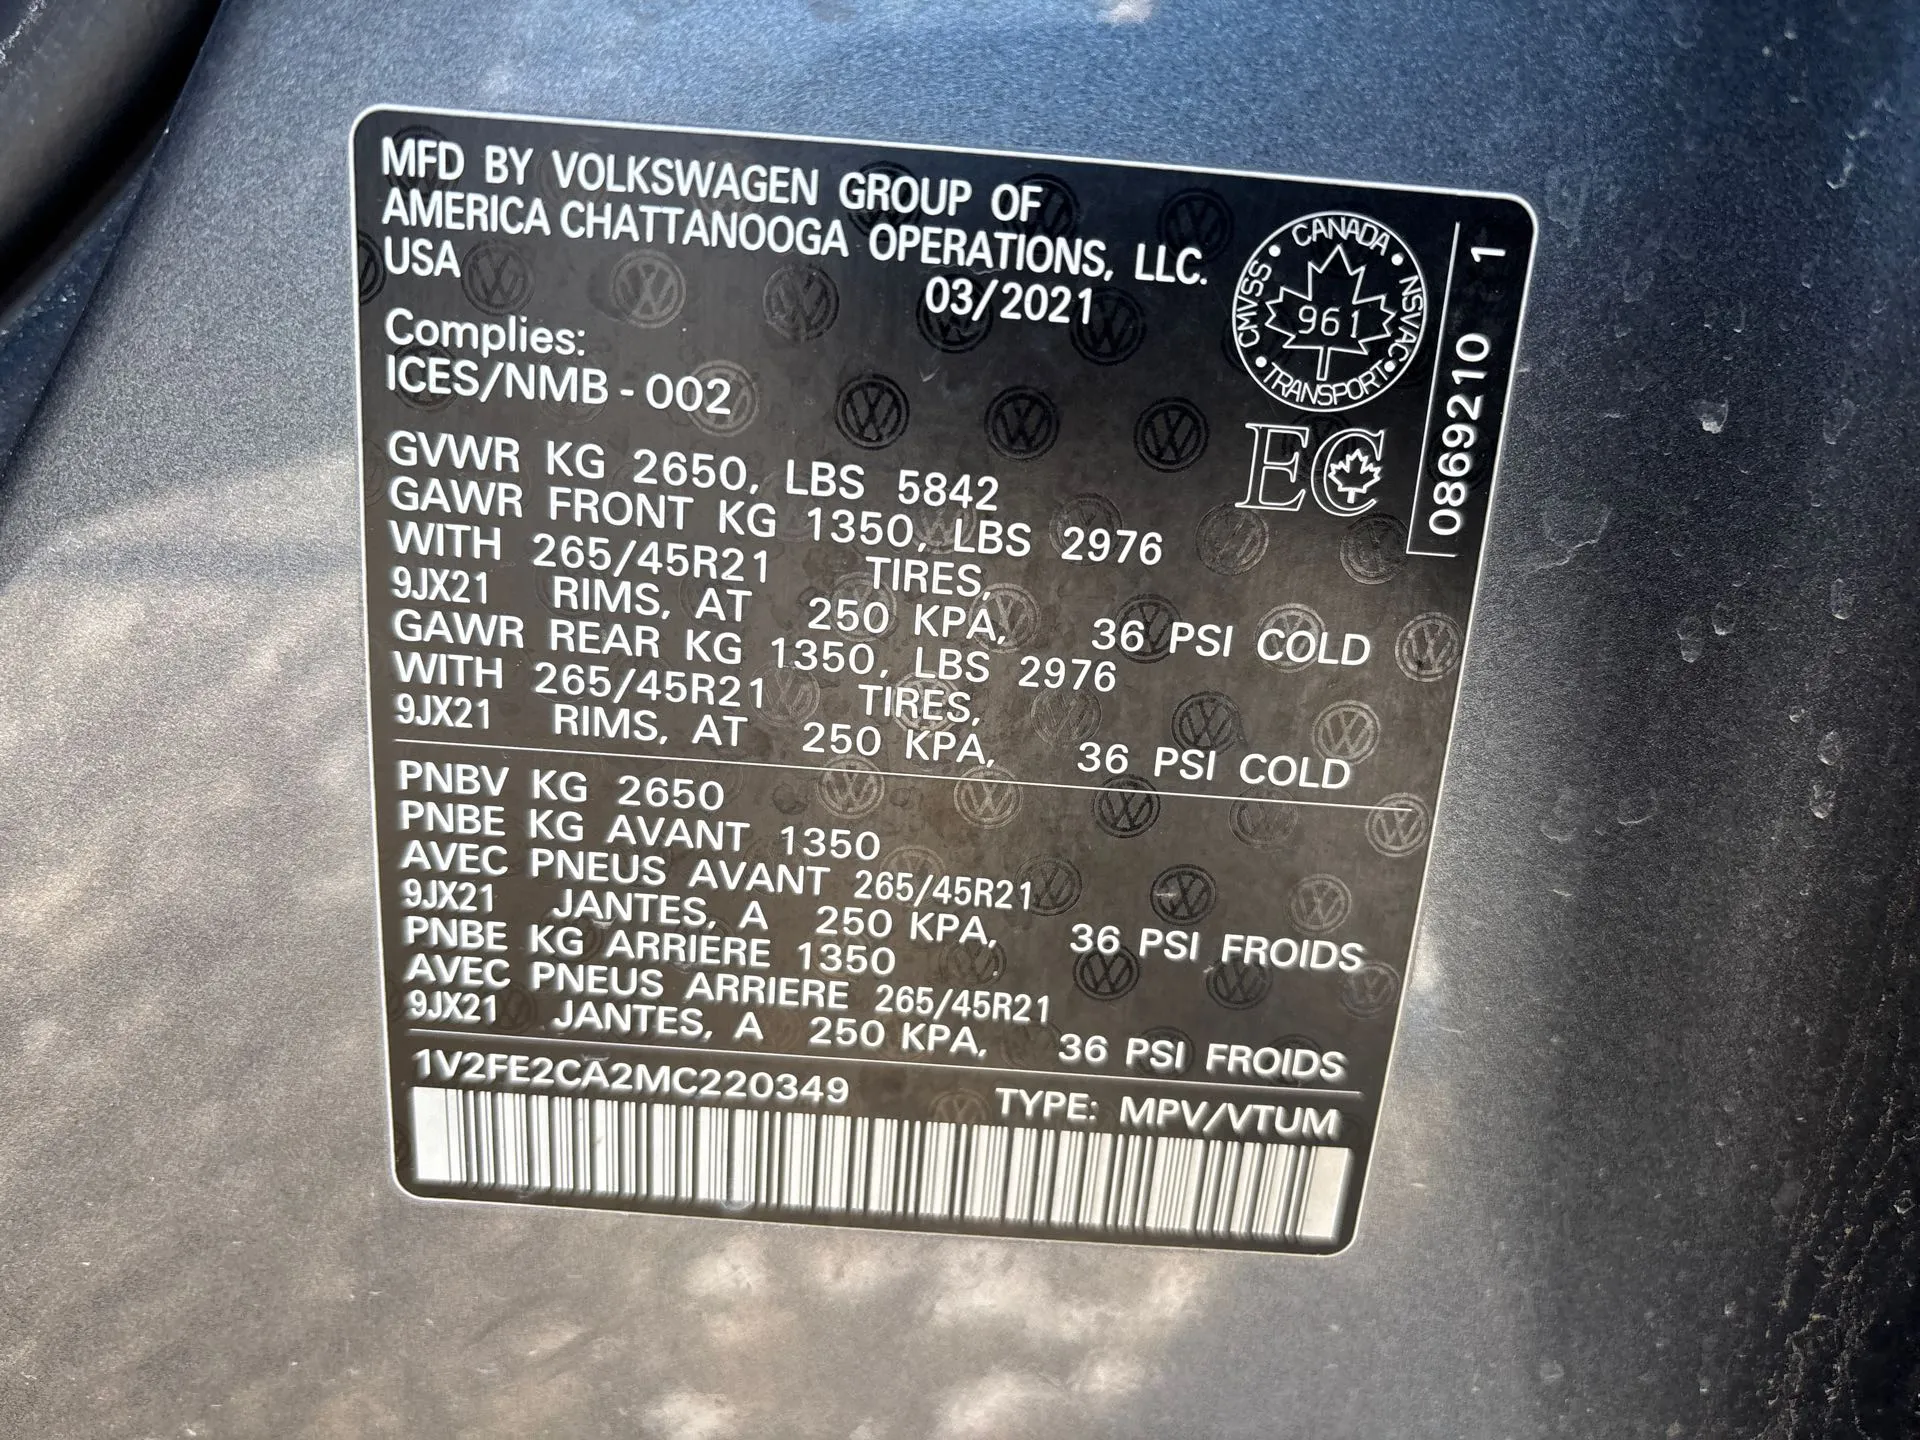 MFD BY VOLKSWAGEN GROUP OF
AMERICA CHATTANOOGA OPERATIONS, LLC.
USA
03/2021
Complies:
ICES/NMB - 002
CANADA
CMVSS
NSVAC
961
TRANSPORT
EC
0869210 1
GVWR KG 2650, LBS 5842
GAWR FRONT KG 1350, LBS 2976
WITH 265/45R21 TIRES,
9JX21 RIMS, AT 250 KPA, 36 PSI COLD
GAWR REAR KG 1350, LBS 2976
WITH 265/45R21 TIRES,
9JX21 RIMS, AT 250 KPA, 36 PSI COLD
PNBV KG 2650
PNBE KG AVANT 1350
AVEC PNEUS AVANT 265/45R21
9JX21 JANTES, A 250 KPA, 36 PSI FROIDS
PNBE KG ARRIERE 1350
AVEC PNEUS ARRIERE 265/45R21
9JX21 JANTES, A 250 KPA, 36 PSI FROIDS
1V2FE2CA2MC220349
TYPE: MPV/VTUM